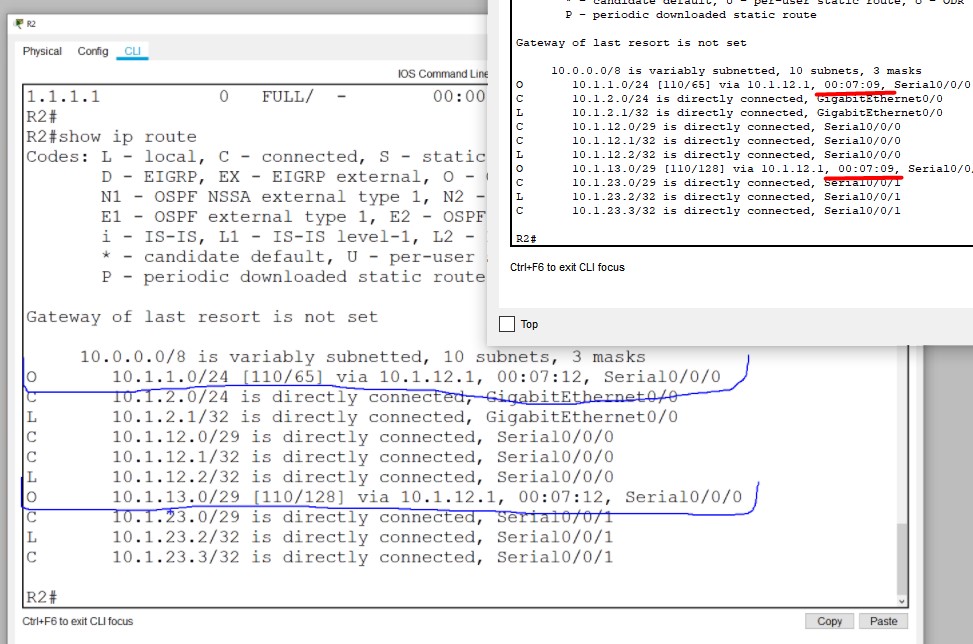 R2
Physical Config CLI
IOS Command Line
1.1.1.1 0 FULL/ - 00:00
R2#
R2#show ip route
Codes: L - local, C - connected, S - static
D - EIGRP, EX - EIGRP external, O -
N1 - OSPF NSSA external type 1, N2 -
E1 - OSPF external type 1, E2 - OSPF
i - IS-IS, L1 - IS-IS level-1, L2 -
* - candidate default, U - per-user
P - periodic downloaded static route
Gateway of last resort is not set
10.0.0.0/8 is variably subnetted, 10 subnets, 3 masks
O 10.1.1.0/24 [110/65] via 10.1.12.1, 00:07:12, Serial0/0/0
C 10.1.2.0/24 is directly connected, GigabitEthernet0/0
L 10.1.2.1/32 is directly connected, GigabitEthernet0/0
C 10.1.12.0/29 is directly connected, Serial0/0/0
C 10.1.12.1/32 is directly connected, Serial0/0/0
L 10.1.12.2/32 is directly connected, Serial0/0/0
O 10.1.13.0/29 [110/128] via 10.1.12.1, 00:07:12, Serial0/0/0
C 10.1.23.0/29 is directly connected, Serial0/0/1
L 10.1.23.2/32 is directly connected, Serial0/0/1
C 10.1.23.3/32 is directly connected, Serial0/0/1
R2#
Ctrl+F6 to exit CLI focus
Copy Paste
* - candidate default, U - per-user static route, o - ODR
P - periodic downloaded static route
Gateway of last resort is not set
10.0.0.0/8 is variably subnetted, 10 subnets, 3 masks
O 10.1.1.0/24 [110/65] via 10.1.12.1, 00:07:09, Serial0/0/0
C 10.1.2.0/24 is directly connected, GigabitEthernet0/0
L 10.1.2.1/32 is directly connected, GigabitEthernet0/0
C 10.1.12.0/29 is directly connected, Serial0/0/0
C 10.1.12.1/32 is directly connected, Serial0/0/0
L 10.1.12.2/32 is directly connected, Serial0/0/0
O 10.1.13.0/29 [110/128] via 10.1.12.1, 00:07:09, Serial0/0/
C 10.1.23.0/29 is directly connected, Serial0/0/1
L 10.1.23.2/32 is directly connected, Serial0/0/1
C 10.1.23.3/32 is directly connected, Serial0/0/1
R2#
Ctrl+F6 to exit CLI focus
Top